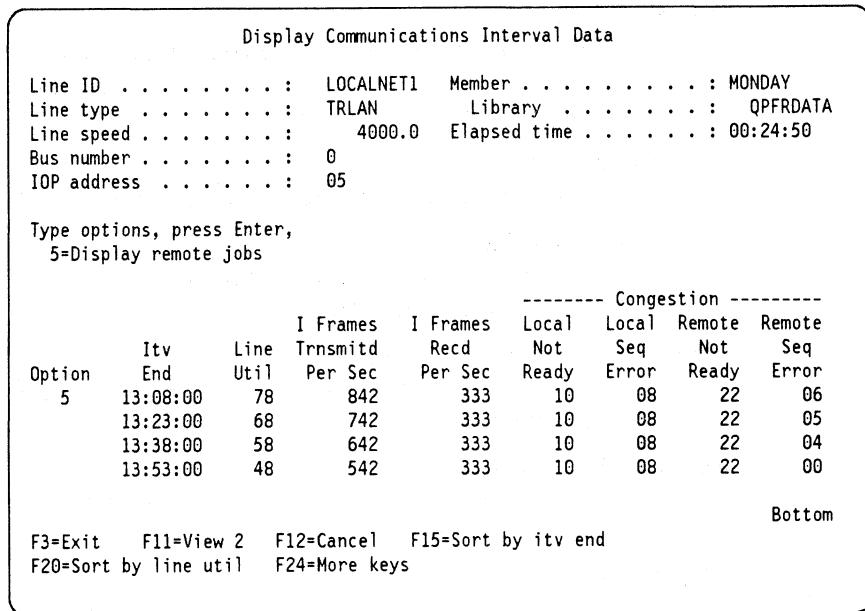 Display Communications Interval Data
Line ID . . . . . . . . : LOCALNET1 Member . . . . . . . . . : MONDAY
Line type . . . . . . . : TRLAN Library . . . . . . . : QPFRDATA
Line speed . . . . . . . : 4000.0 Elapsed time . . . . . . : 00:24:50
Bus number . . . . . . . : 0
IOP address . . . . . . : 05
Type options, press Enter,
5=Display remote jobs
-------- Congestion ---------
I Frames I Frames Local Local Remote Remote
Itv Line Trnsmitd Recd Not Seq Not Seq
Option End Util Per Sec Per Sec Ready Error Ready Error
5 13:08:00 78 842 333 10 08 22 06
13:23:00 68 742 333 10 08 22 05
13:38:00 58 642 333 10 08 22 04
13:53:00 48 542 333 10 08 22 00
Bottom
F3=Exit F11=View 2 F12=Cancel F15=Sort by itv end
F20=Sort by line util F24=More keys